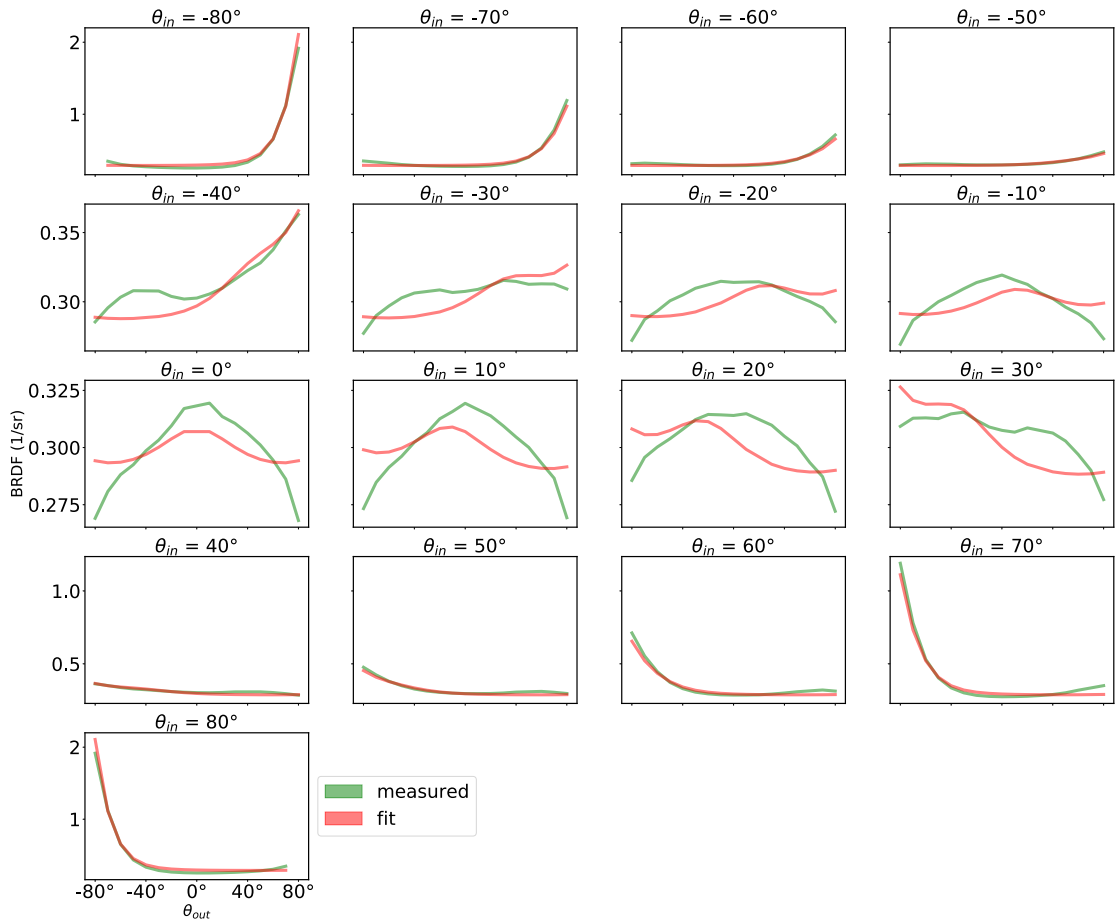 θin = -80° θin = -70° θin = -60° θin = -50°
2
1
θin = -40° θin = -30° θin = -20° θin = -10°
0.35
0.30
θin = 0° θin = 10° θin = 20° θin = 30°
0.325
0.300
0.275
BRDF (1/sr)
θin = 40° θin = 50° θin = 60° θin = 70°
1.0
0.5
θin = 80°
2
1
measured
fit
-80° -40° 0° 40° 80°
θout